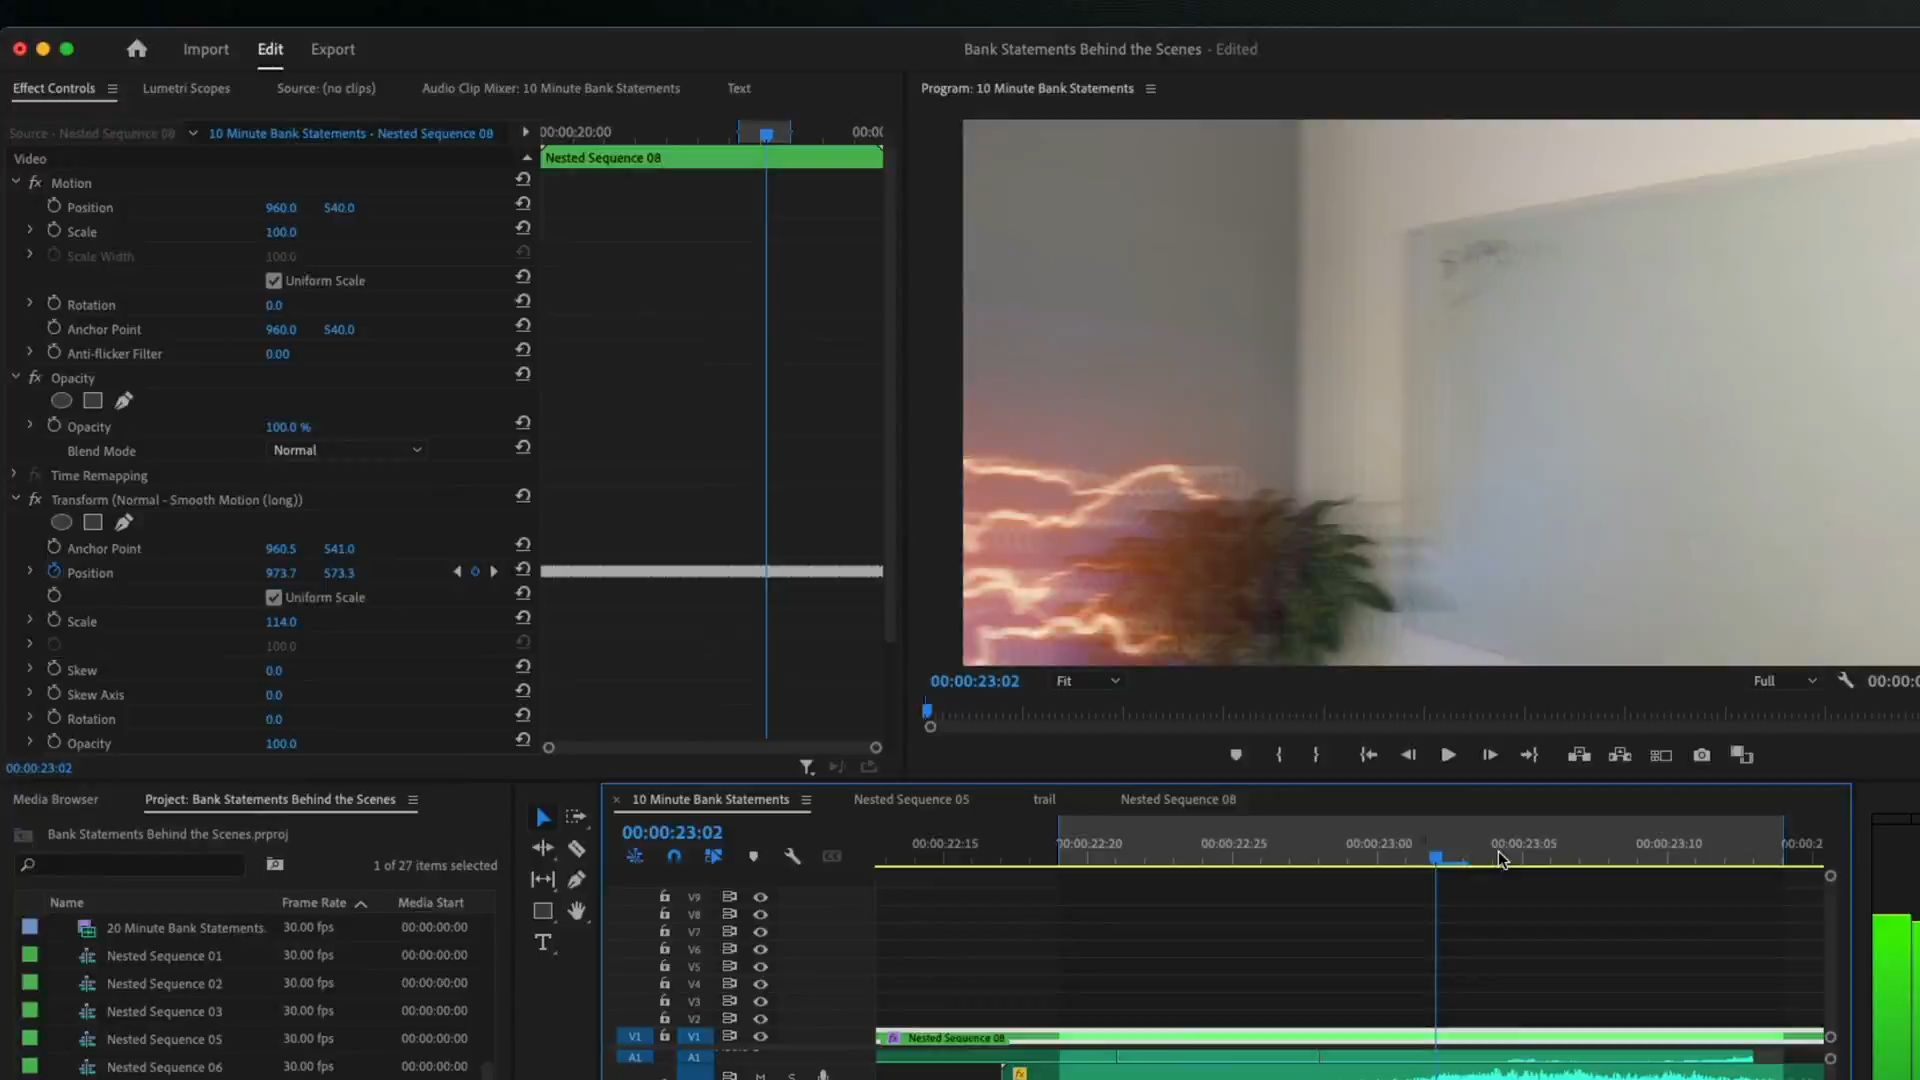 Import Edit Export
Bank Statements Behind the Scenes - Edited
Effect Controls Lumetri Scopes Source: (no clips) Audio Clip Mixer: 10 Minute Bank Statements Text
Program: 10 Minute Bank Statements
Source - Nested Sequence 08 10 Minute Bank Statements - Nested Sequence 08
00:00:20:00 00:0
Video
Nested Sequence 08
fx Motion
Position 960.0 540.0
Scale 100.0
Scale Width 100.0
Uniform Scale
Rotation 0.0
Anchor Point 960.0 540.0
Anti-flicker Filter 0.00
fx Opacity
Opacity 100.0 %
Blend Mode Normal
fx Time Remapping
fx Transform (Normal - Smooth Motion (long))
Anchor Point 960.5 541.0
Position 973.7 573.3
Uniform Scale
Scale 114.0
100.0
Skew 0.0
Skew Axis 0.0
Rotation 0.0
Opacity 100.0
00:00:23:02
00:00:23:02 Fit Full 00:00:0
Media Browser Project: Bank Statements Behind the Scenes
Bank Statements Behind the Scenes.prproj
1 of 27 items selected
Name Frame Rate Media Start
20 Minute Bank Statements. 30.00 fps 00:00:00:00
Nested Sequence 01 30.00 fps 00:00:00:00
Nested Sequence 02 30.00 fps 00:00:00:00
Nested Sequence 03 30.00 fps 00:00:00:00
Nested Sequence 05 30.00 fps 00:00:00:00
Nested Sequence 06 30.00 fps 00:00:00:00
T
× 10 Minute Bank Statements Nested Sequence 05 trail Nested Sequence 08
00:00:23:02
00:00:22:15 00:00:22:20 00:00:22:25 00:00:23:00 00:00:23:05 00:00:23:10 00:00:2
V9
V8
V7
V6
V5
V4
V3
V2
V1 V1 fx Nested Sequence 08
A1 A1
M S fx